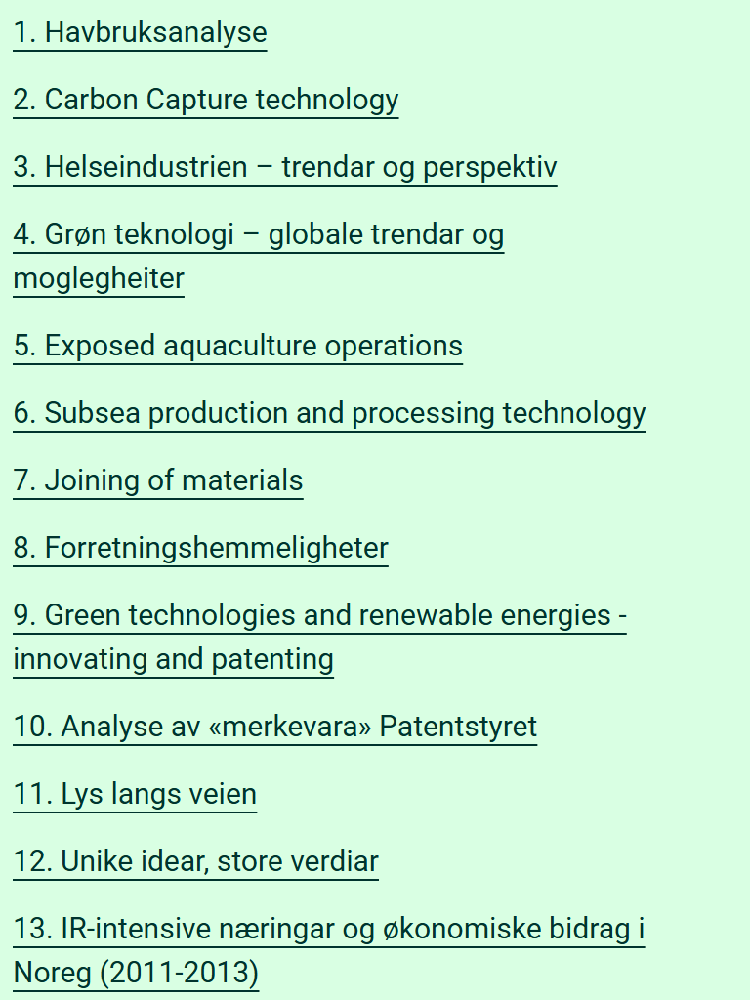 1. Havbruksanalyse
2. Carbon Capture technology
3. Helseindustrien – trendar og perspektiv
4. Grøn teknologi – globale trendar og
moglegheiter
5. Exposed aquaculture operations
6. Subsea production and processing technology
7. Joining of materials
8. Forretningshemmeligheter
9. Green technologies and renewable energies -
innovating and patenting
10. Analyse av «merkevara» Patentstyret
11. Lys langs veien
12. Unike idear, store verdiar
13. IR-intensive næringar og økonomiske bidrag i
Noreg (2011-2013)